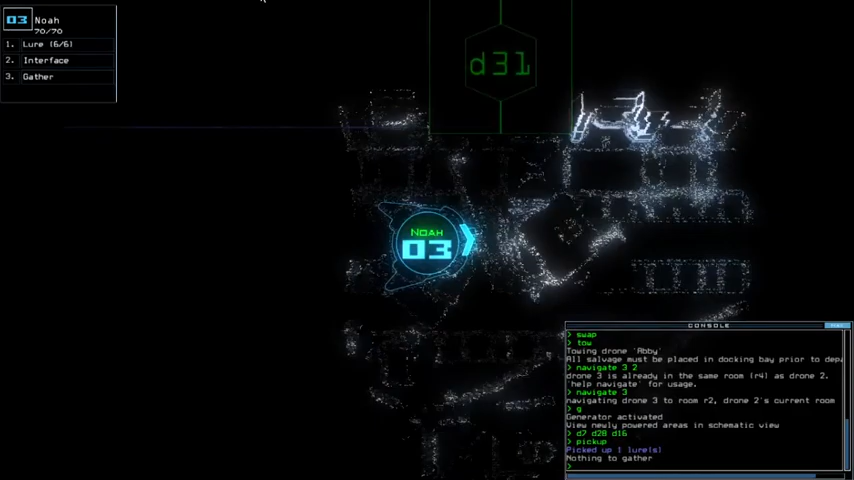 03 Noah
70/70
1. Lure (6/6)
2. Interface
3. Gather
d31
NOAH
03
CONSOLE
> swap
> tow
Towing drone 'Abby'
All salvage must be placed in docking bay prior to depa
> navigate 3 2
drone 3 is already in the same room (r4) as drone 2.
'help navigate' for usage.
> navigate 3
navigating drone 3 to room r2, drone 2's current room
> g
Generator activated
View newly powered areas in schematic view
> d7 d28 d16
> pickup
Picked up 1 lure(s)
Nothing to gather
>